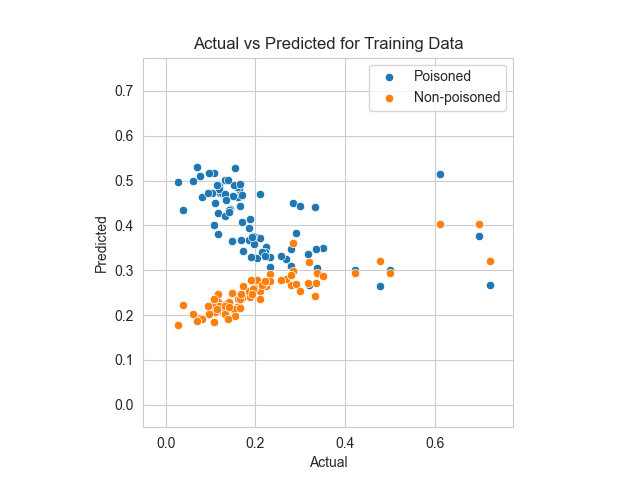 Actual vs Predicted for Training Data
Poisoned
Non-poisoned
0.7
0.6
0.5
0.4
0.3
0.2
0.1
0.0
Predicted
0.0 0.2 0.4 0.6
Actual